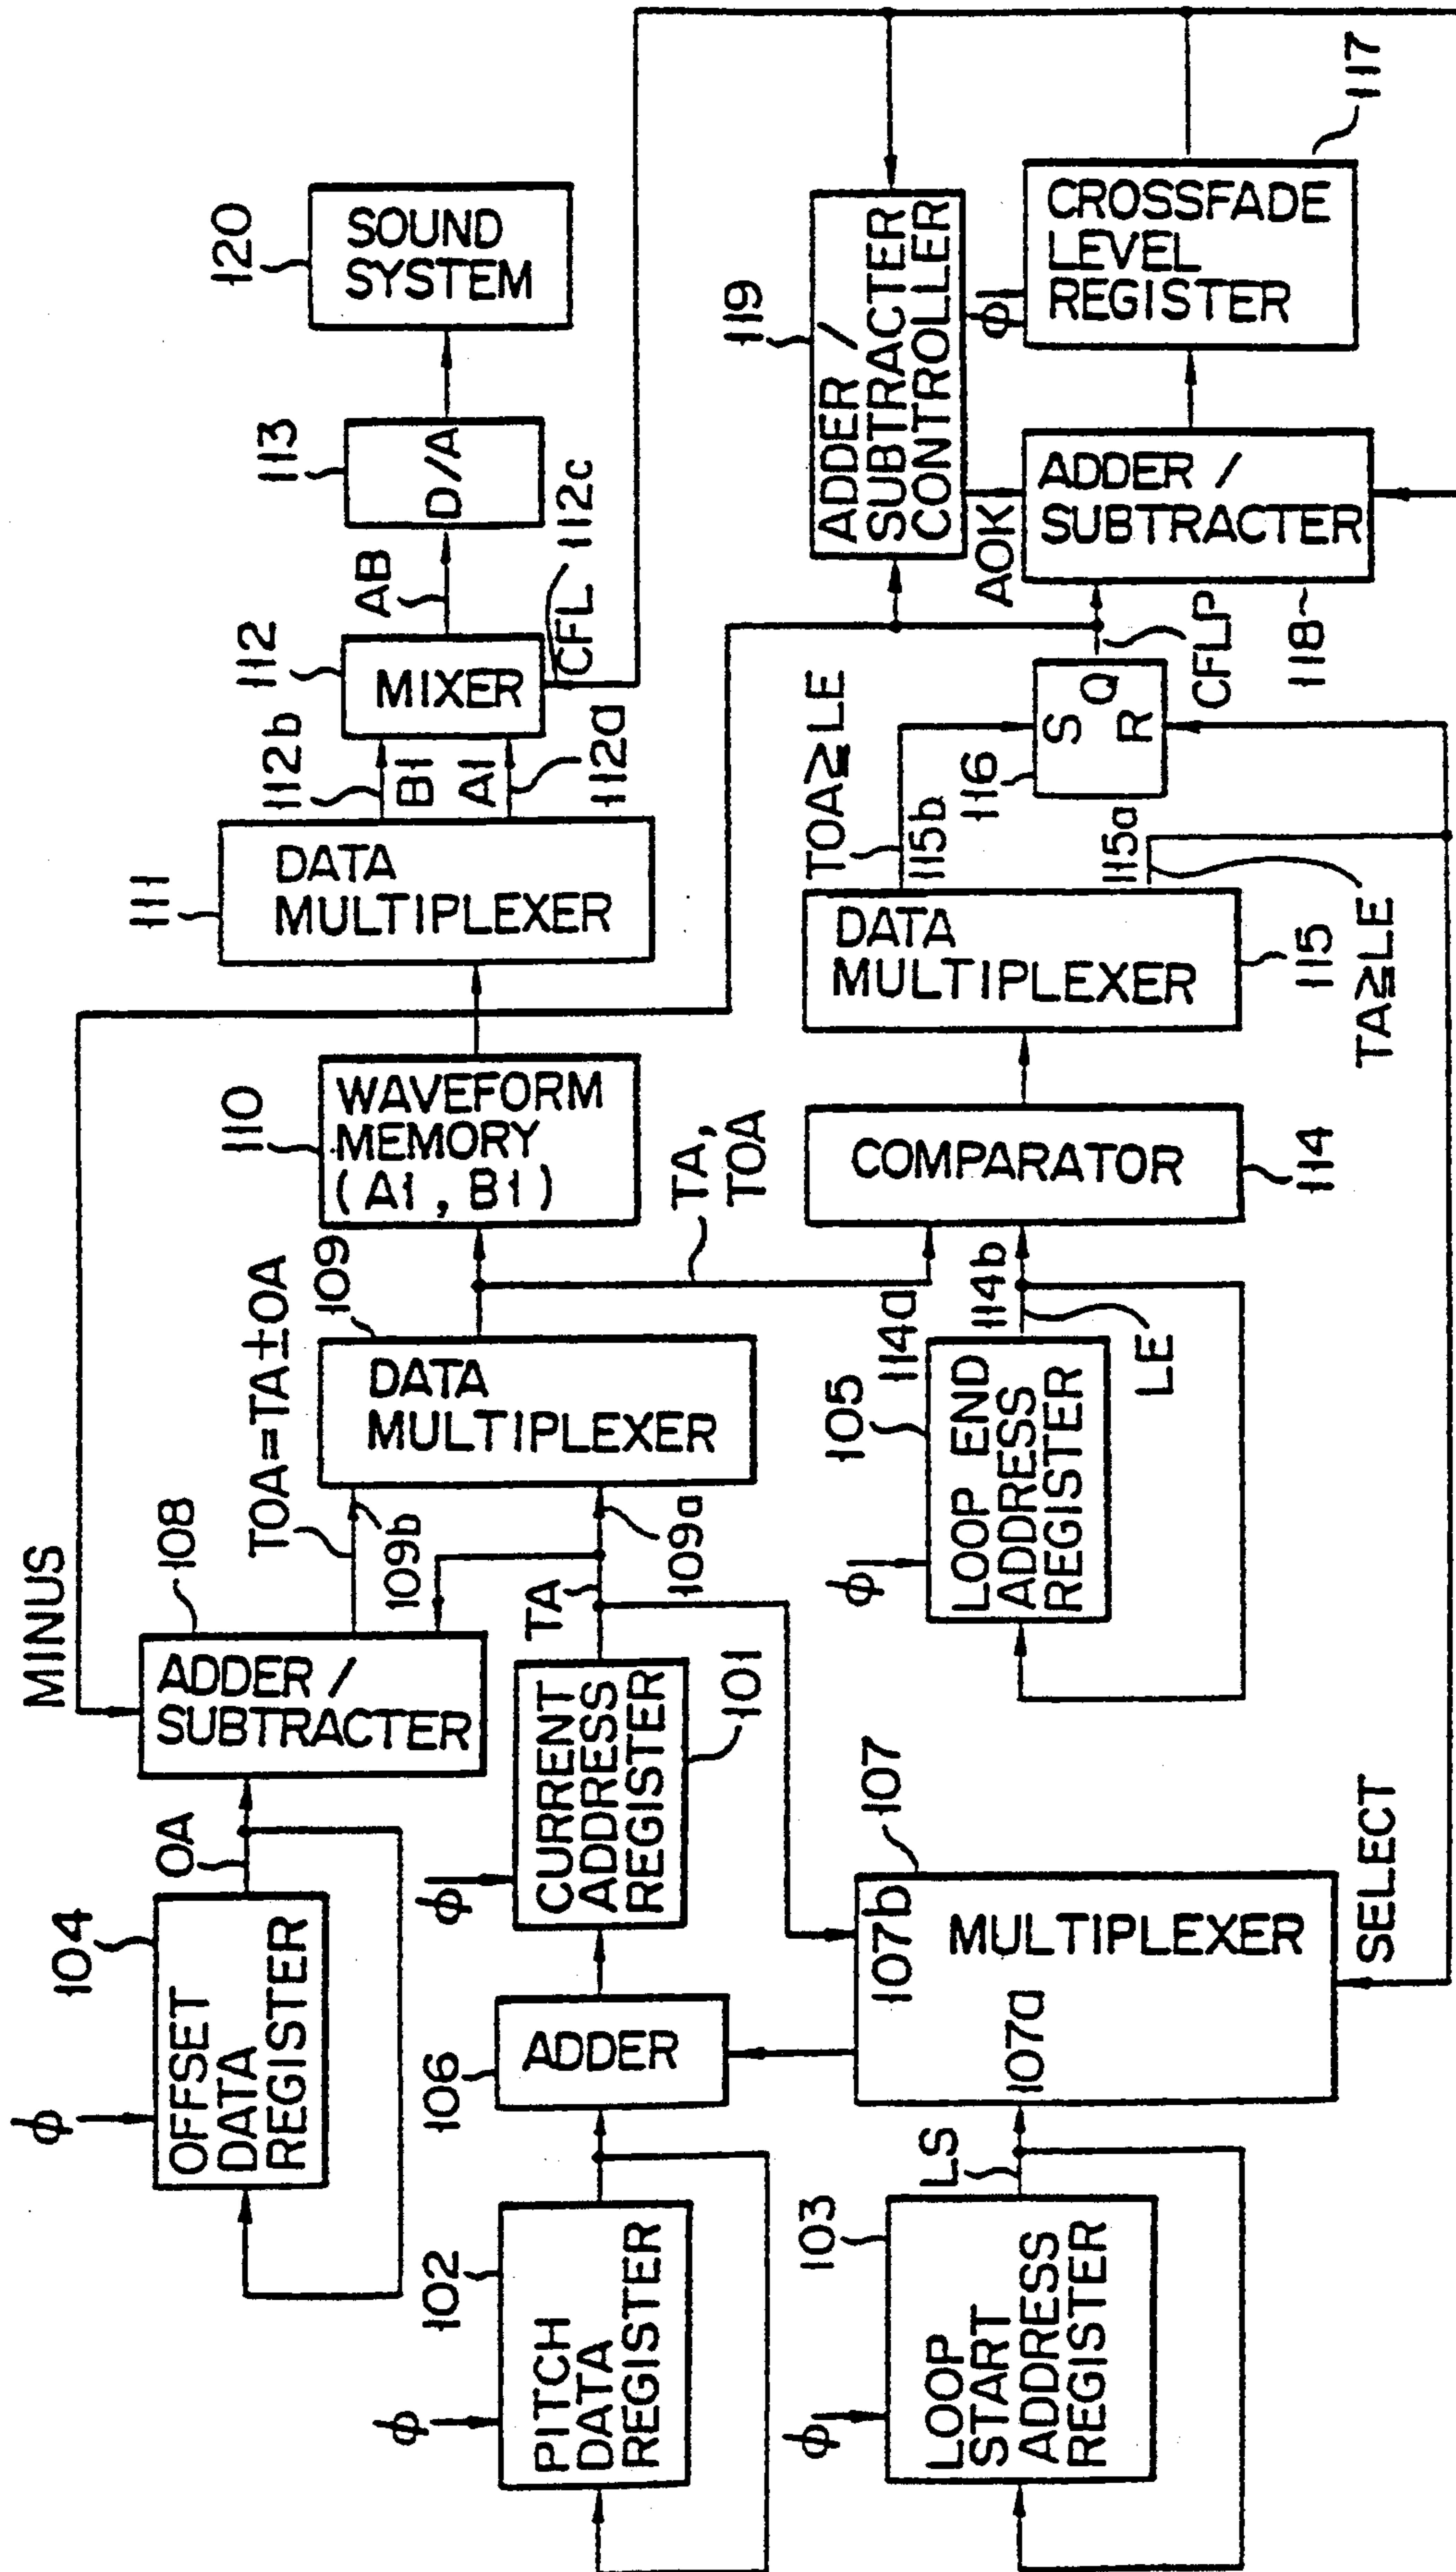 MINUS
φ
104
OFFSET
DATA
REGISTER
OA
108
ADDER /
SUBTRACTER
TOA=TA±OA
109b
109
DATA
MULTIPLEXER
109a
110
WAVEFORM
MEMORY
(A1, B1)
111
DATA
MULTIPLEXER
112b
B1
A1
112a
112
MIXER
AB
CFL
112c
113
D/A
120
SOUND
SYSTEM
φ
102
PITCH
DATA
REGISTER
106
ADDER
φ
CURRENT
ADDRESS
REGISTER
101
TA
TA,
TOA
φ
103
LOOP
START
ADDRESS
REGISTER
LS
107a
107b
MULTIPLEXER
107
SELECT
φ
105
LOOP END
ADDRESS
REGISTER
114a
114b
LE
COMPARATOR
114
DATA
MULTIPLEXER
115
TOA≧LE
115b
115a
TA≧LE
116
S
Q
R
CFLP
119
ADDER /
SUBTRACTER
CONTROLLER
AOK
ADDER /
SUBTRACTER
118
φ
CROSSFADE
LEVEL
REGISTER
117